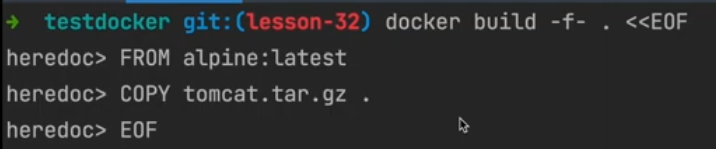 → testdocker git:(lesson-32) docker build -f- . <<EOF
heredoc> FROM alpine:latest
heredoc> COPY tomcat.tar.gz .
heredoc> EOF